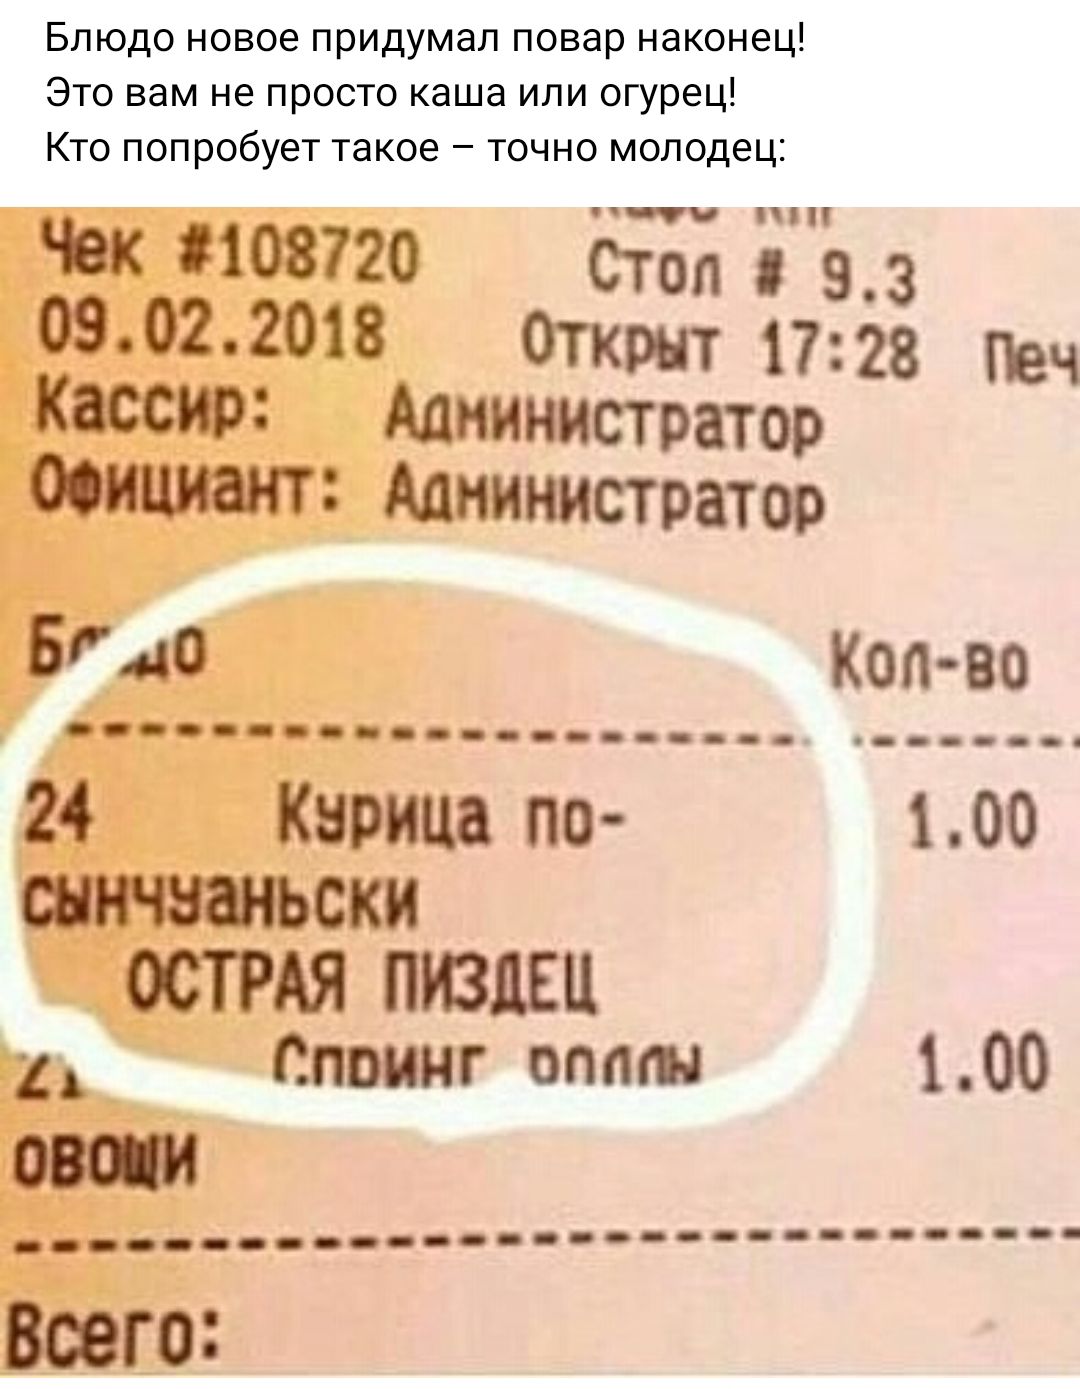 Блюдо новое придумал повар наконец!
Это вам не просто каша или огурец!
Кто попробует такое – точно молодец:
Чек #108720 Стол # 9.3
09.02.2018 Открыт 17:28 Печ
Кассир: Администратор
Официант: Администратор
Блюдо Кол-во
24 Курица по- 1.00
сынчуаньски
ОСТРАЯ ПИЗДЕЦ
Спринг роллы 1.00
овощи
Всего: